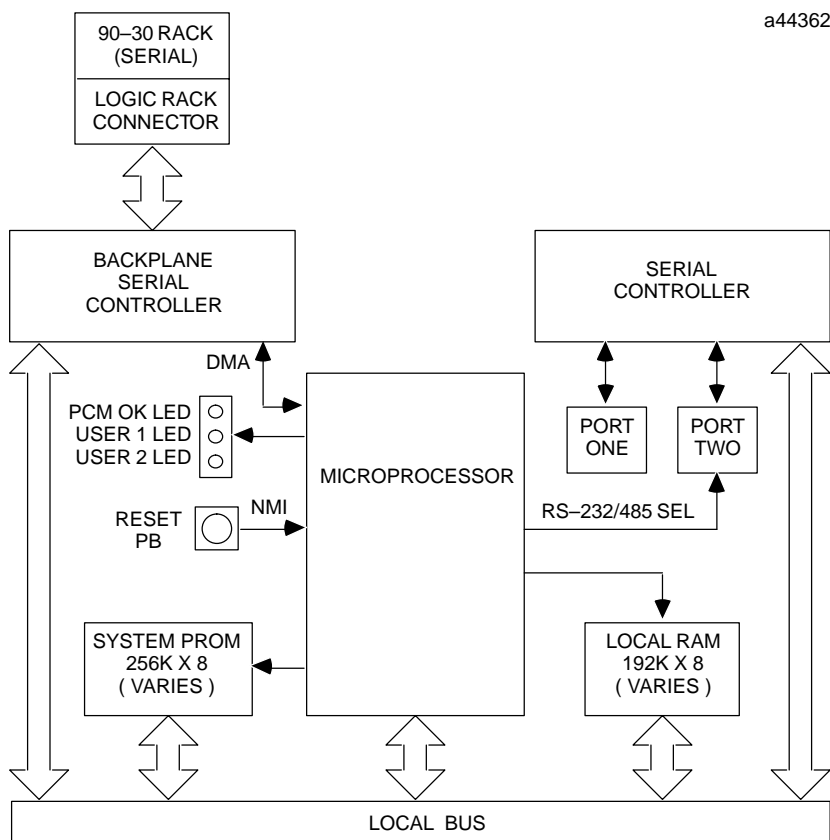 a44362
90–30 RACK
(SERIAL)
LOGIC RACK
CONNECTOR
BACKPLANE
SERIAL
CONTROLLER
SERIAL
CONTROLLER
DMA
PCM OK LED
USER 1 LED
USER 2 LED
PORT
ONE
PORT
TWO
MICROPROCESSOR
RESET
PB
NMI
RS–232/485 SEL
SYSTEM PROM
256K X 8
( VARIES )
LOCAL RAM
192K X 8
( VARIES )
LOCAL BUS